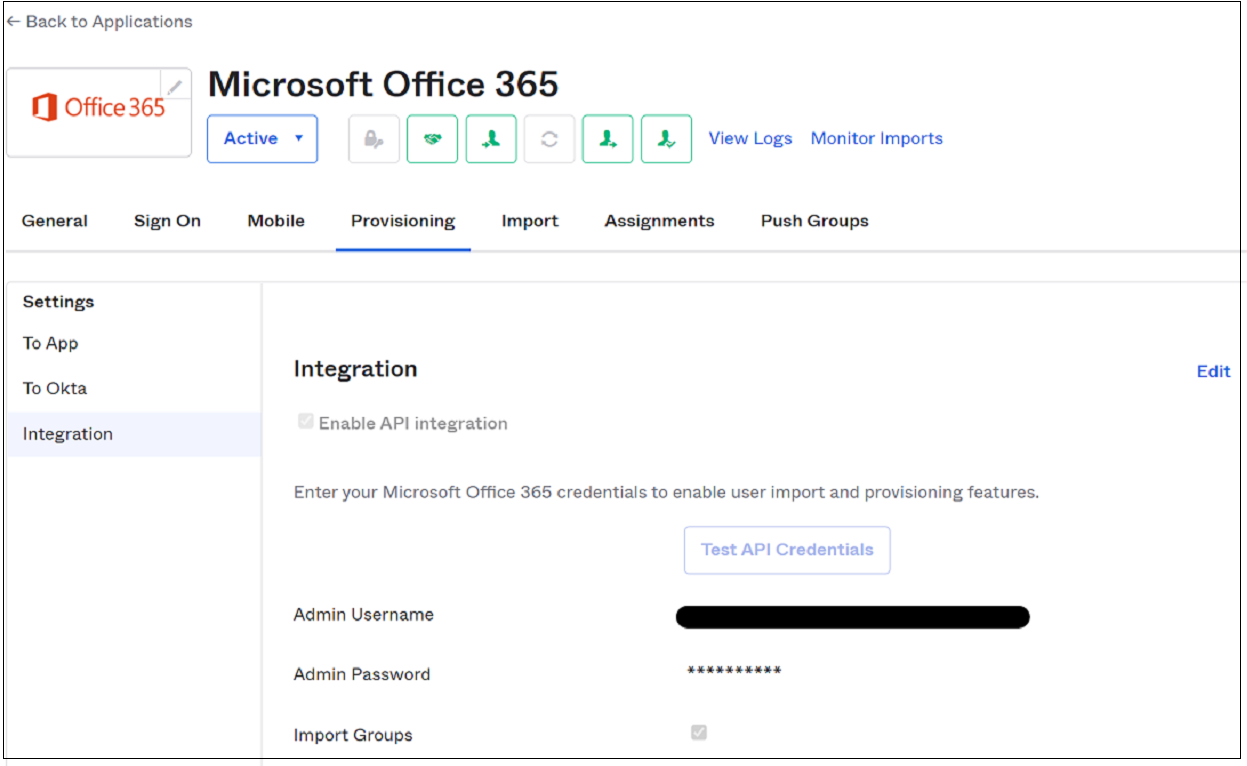 ← Back to Applications
Office 365
Microsoft Office 365
Active ▼
View Logs Monitor Imports
General Sign On Mobile Provisioning Import Assignments Push Groups
Settings
To App
To Okta
Integration
Integration
Edit
Enable API integration
Enter your Microsoft Office 365 credentials to enable user import and provisioning features.
Test API Credentials
Admin Username
Admin Password **********
Import Groups